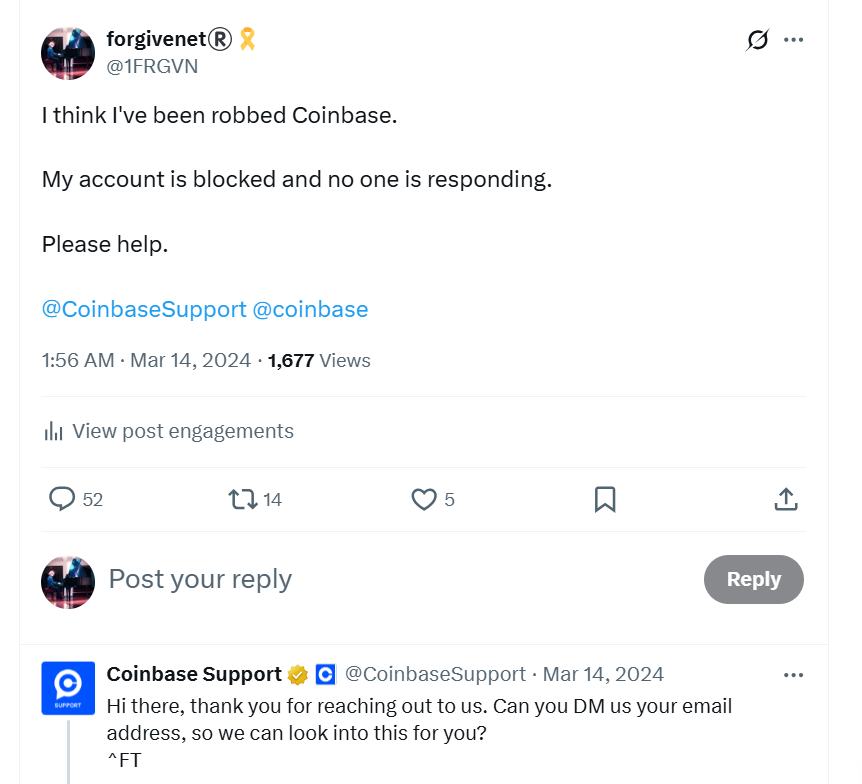 forgivenet® 🎗
@1FRGVN
I think I've been robbed Coinbase.
My account is blocked and no one is responding.
Please help.
@CoinbaseSupport @coinbase
1:56 AM · Mar 14, 2024 · 1,677 Views
View post engagements
52 14 5
Post your reply
Reply
Coinbase Support @CoinbaseSupport · Mar 14, 2024
SUPPORT
Hi there, thank you for reaching out to us. Can you DM us your email
address, so we can look into this for you?
^FT